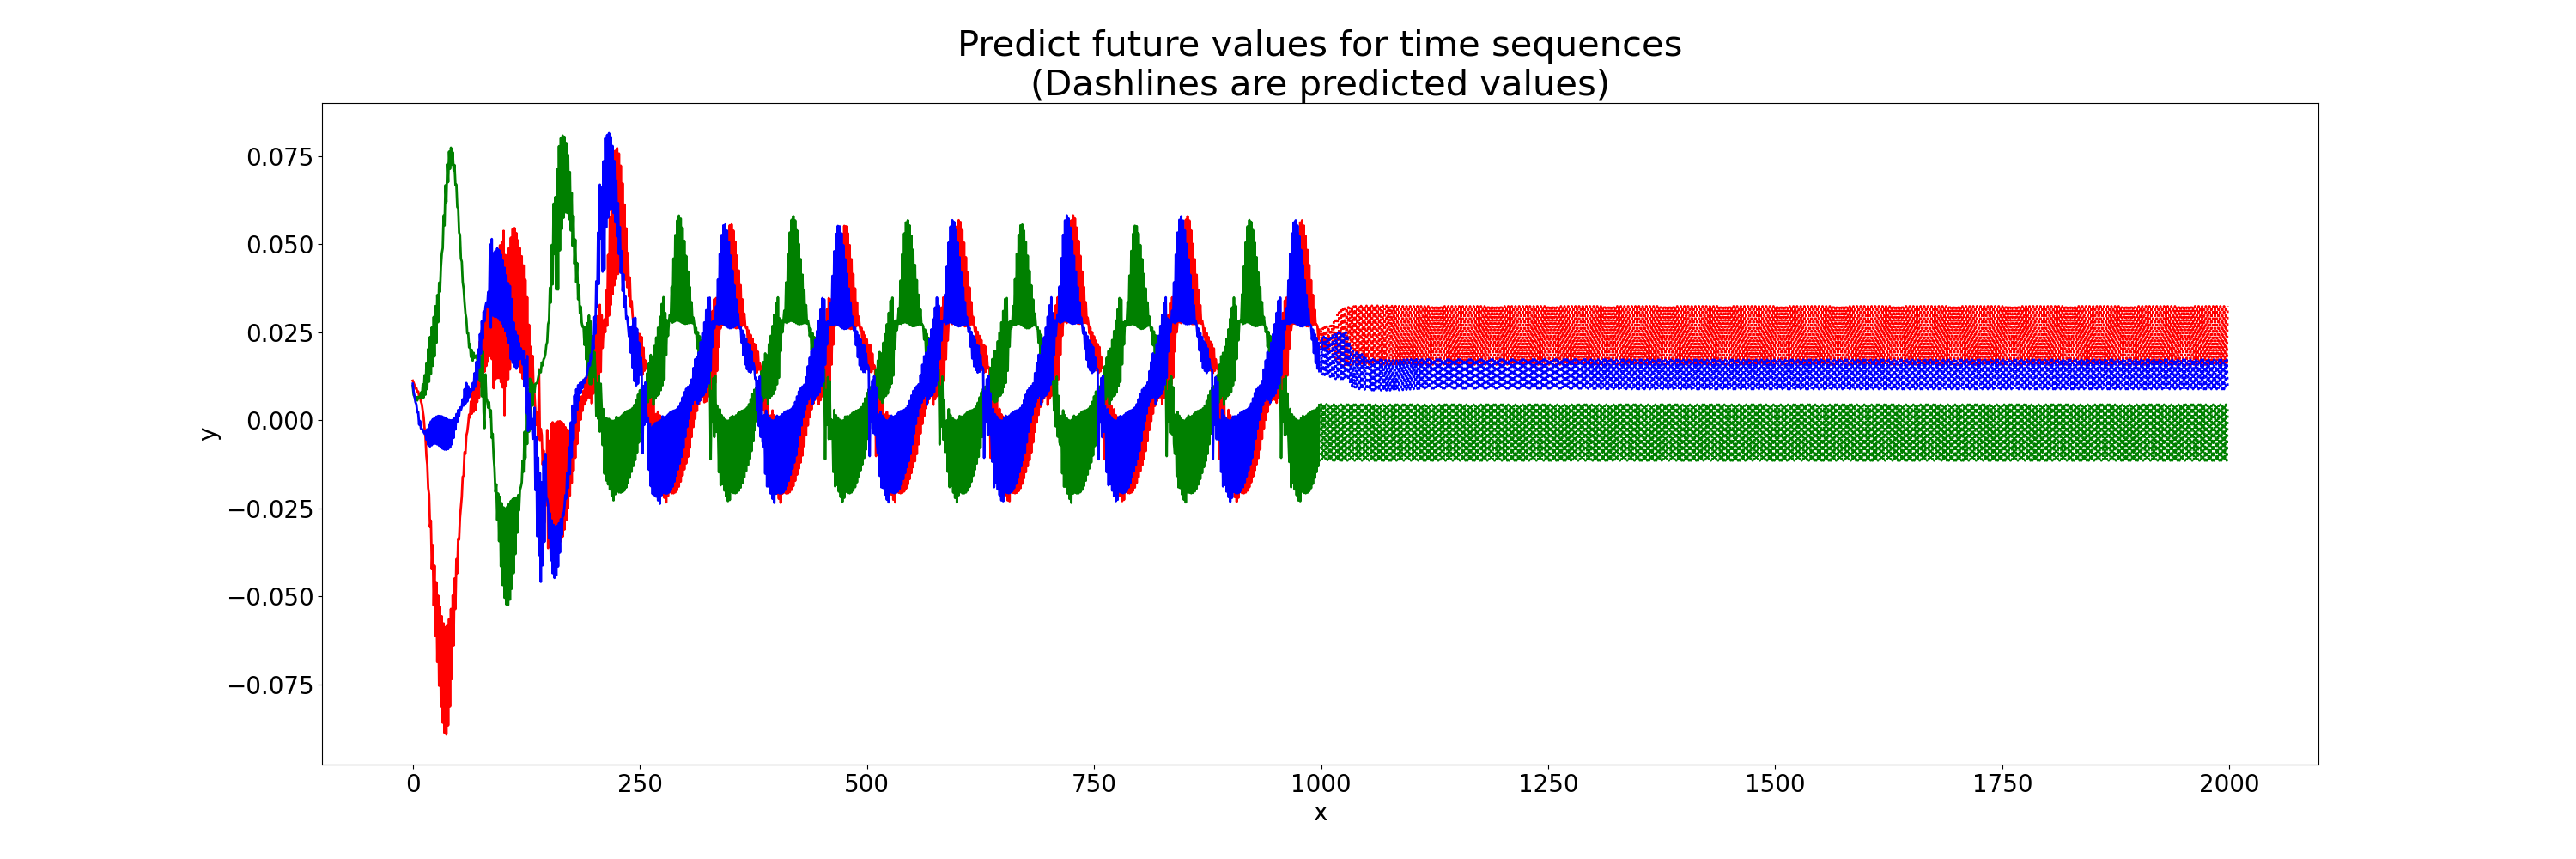 Predict future values for time sequences
(Dashlines are predicted values)
0.075
0.050
0.025
0.000
−0.025
−0.050
−0.075
y
0 250 500 750 1000 1250 1500 1750 2000
x